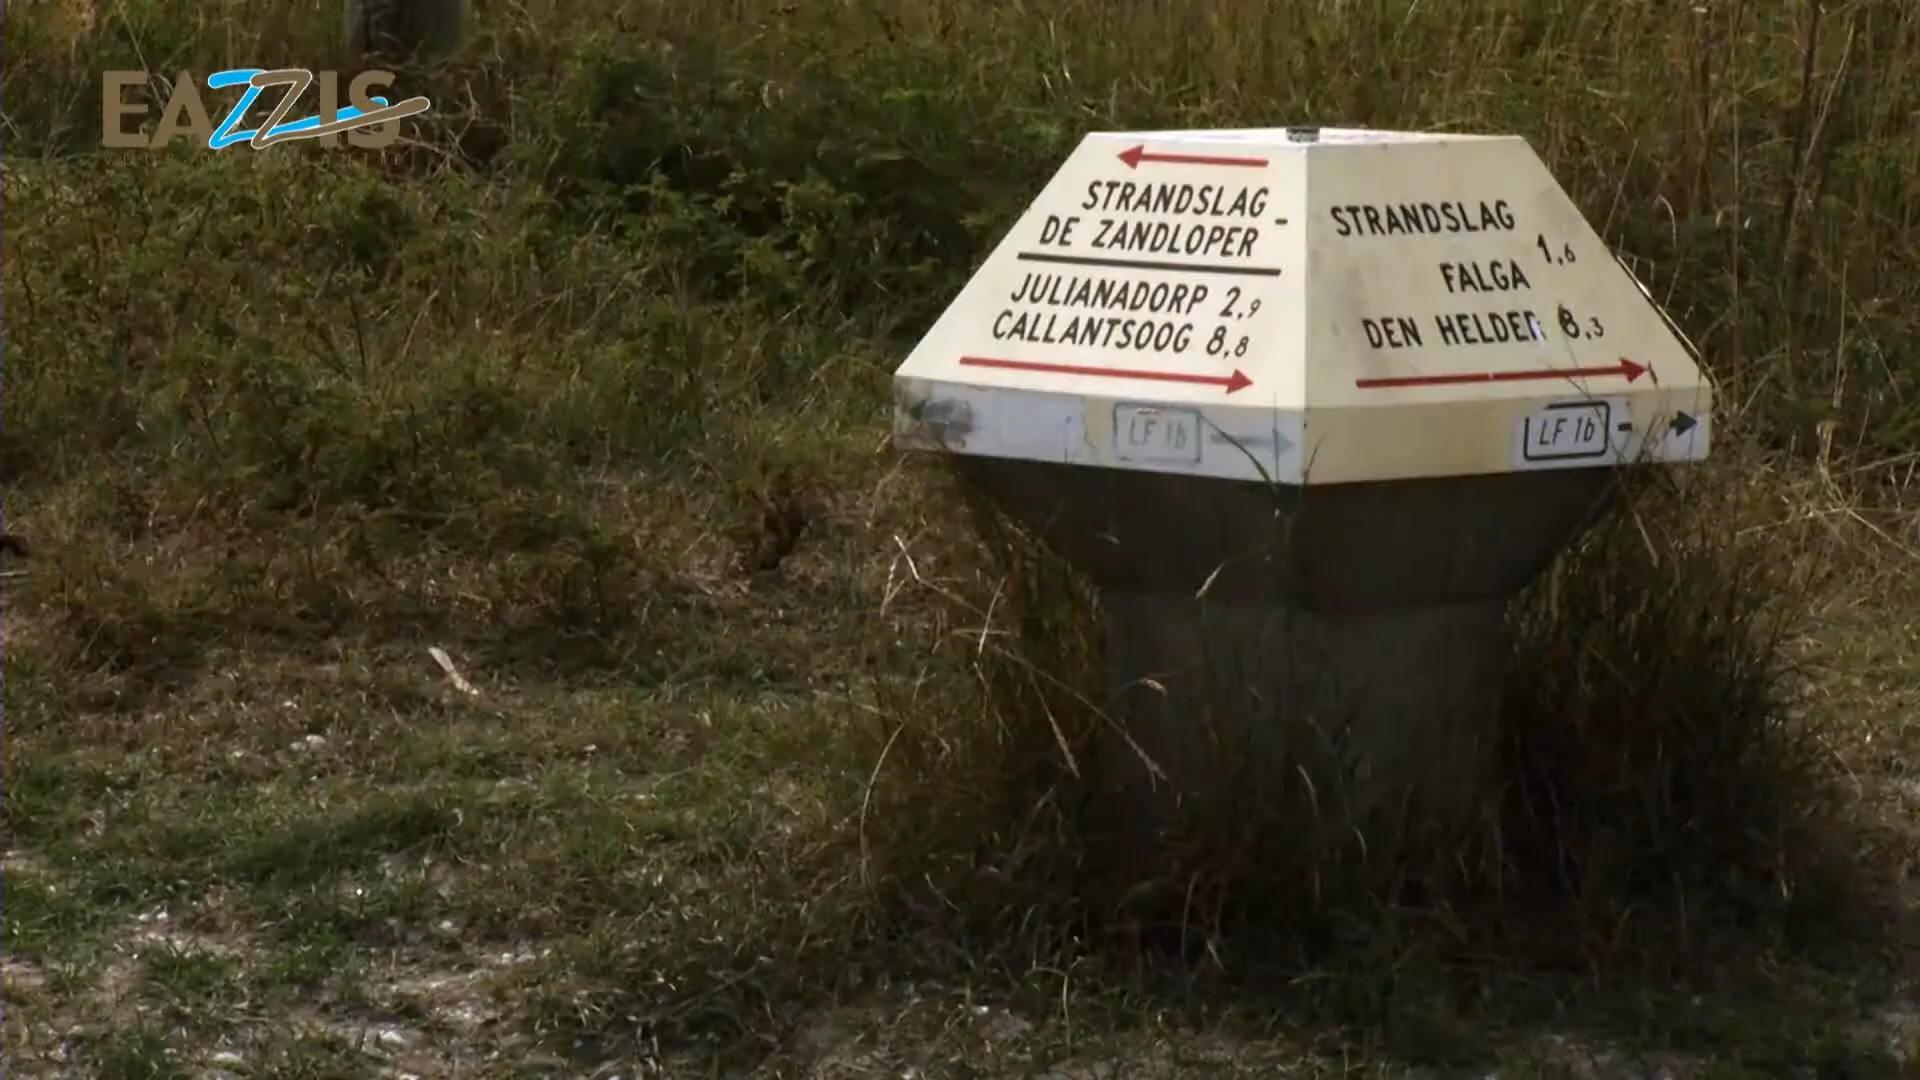 EAZZIS
STRANDSLAG
DE ZANDLOPER -
JULIANADORP 2,9
CALLANTSOOG 8,8
LF 1b
STRANDSLAG
FALGA 1,6
DEN HELDER 8,3
LF 1b -